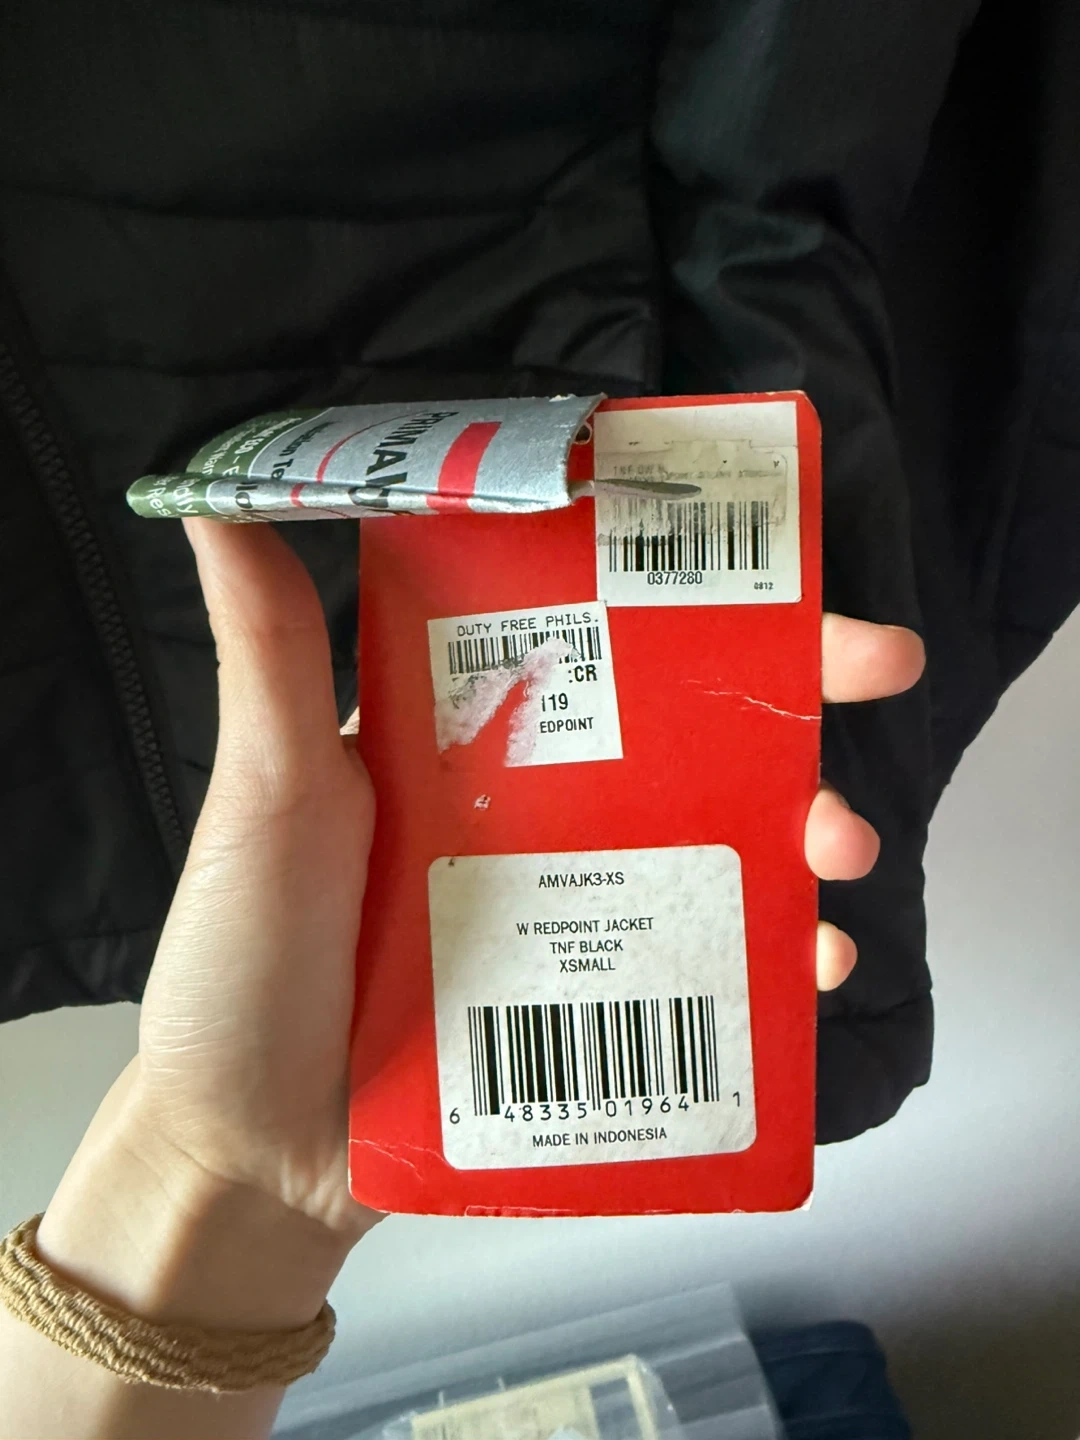 PRIMALO
0377280
0812
DUTY FREE PHILS.
:CR
119
EDPOINT
AMVAJK3-XS
W REDPOINT JACKET
TNF BLACK
XSMALL
6 48335 01964 1
MADE IN INDONESIA